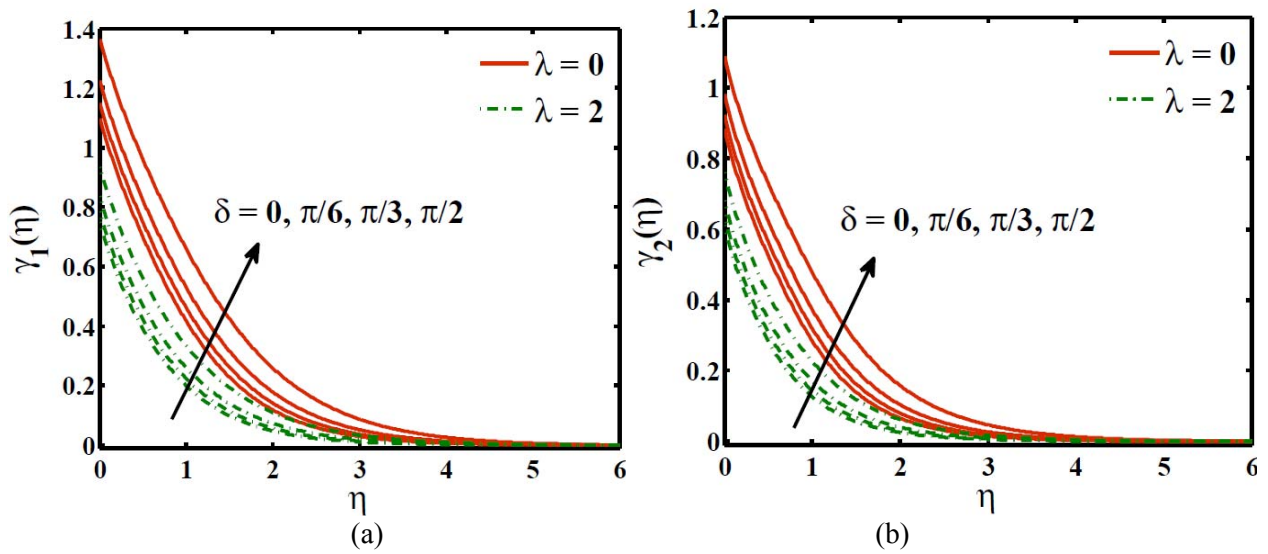 1.4
1.2
1
0.8
0.6
0.4
0.2
0
γ1(η)
λ = 0
λ = 2
δ = 0, π/6, π/3, π/2
0 1 2 3 4 5 6
η
(a)
1.2
1
0.8
0.6
0.4
0.2
0
γ2(η)
λ = 0
λ = 2
δ = 0, π/6, π/3, π/2
0 1 2 3 4 5 6
η
(b)